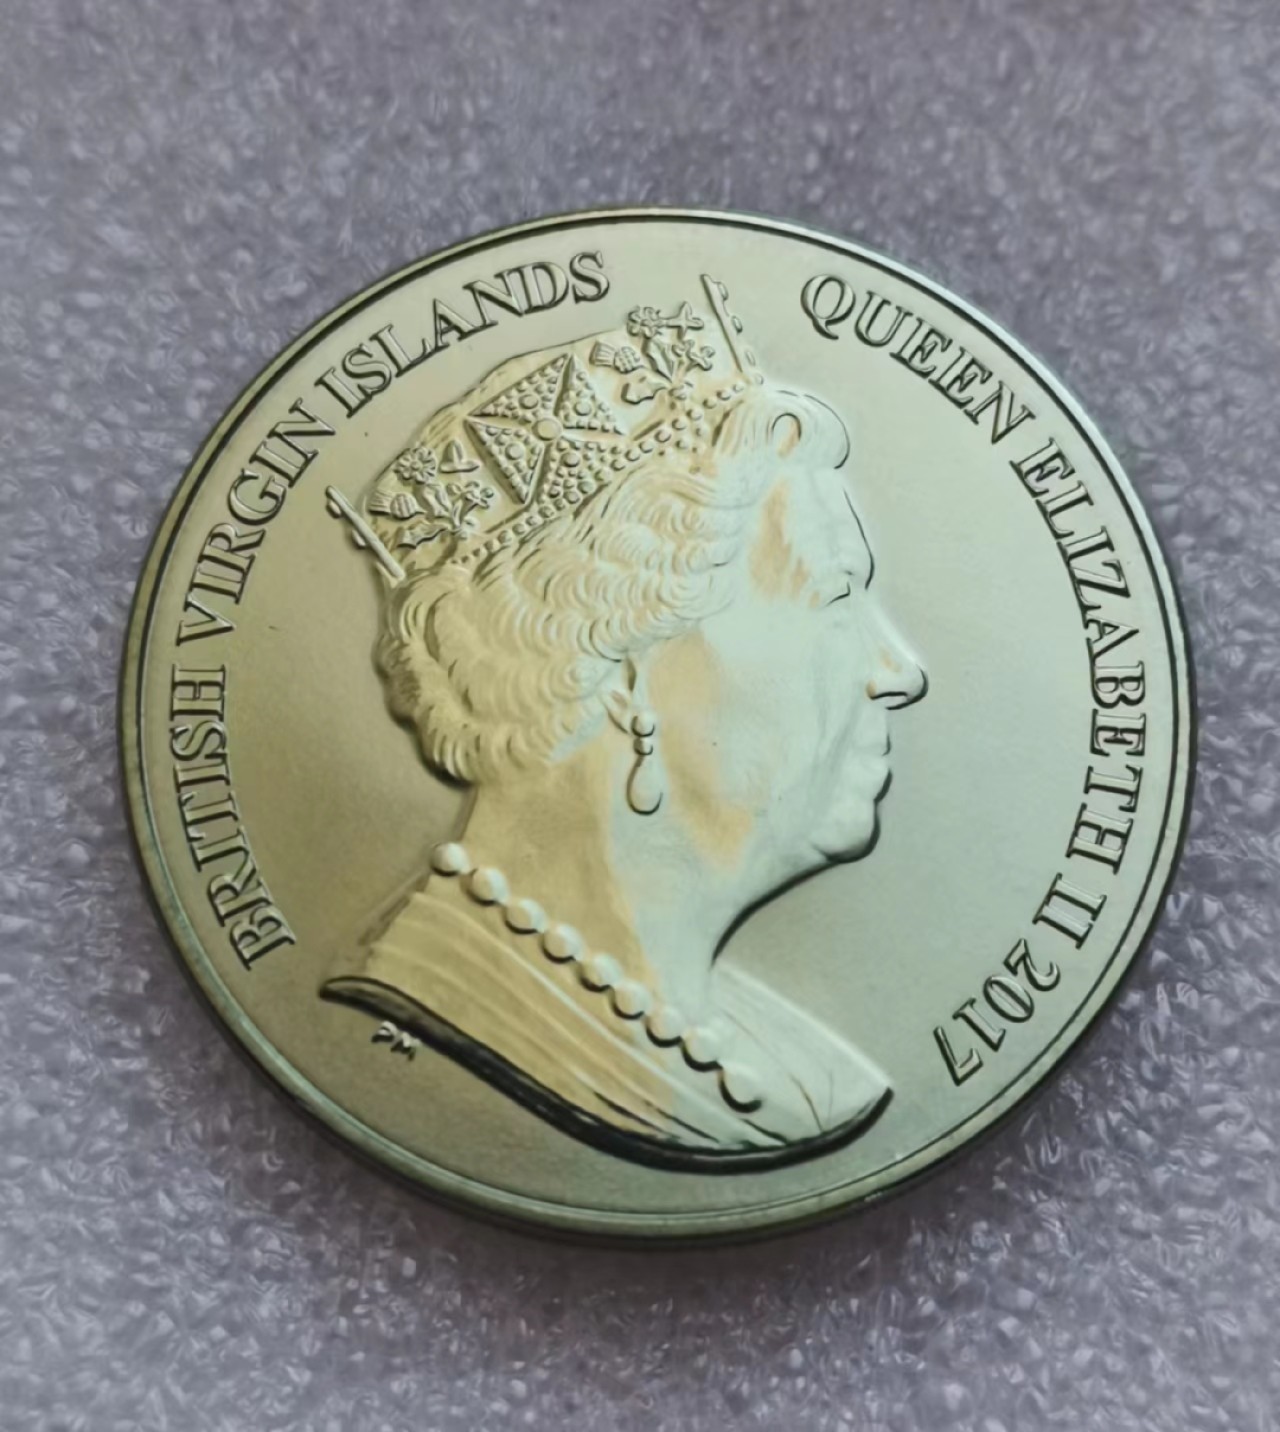 BRITISH VIRGIN ISLANDS
QUEEN ELIZABETH II 2017
PM